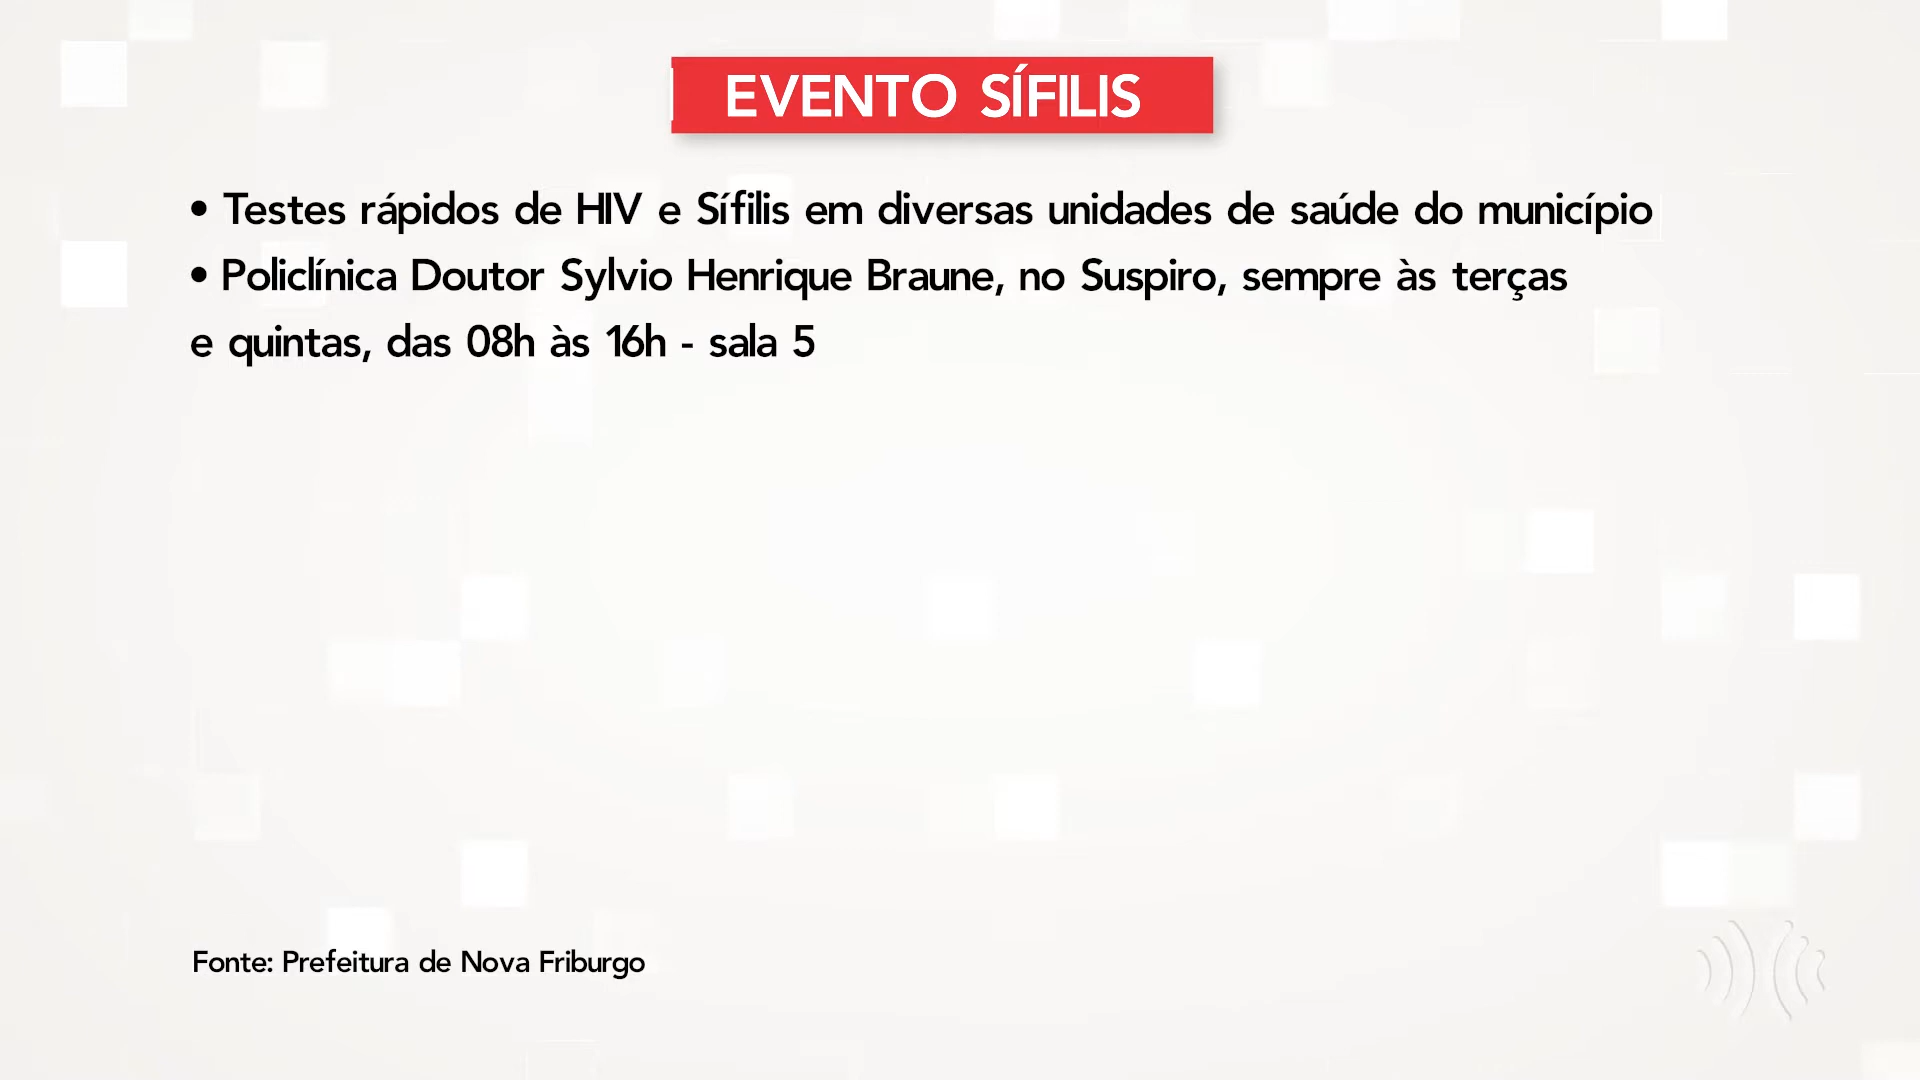 EVENTO SÍFILIS
• Testes rápidos de HIV e Sífilis em diversas unidades de saúde do município
• Policlínica Doutor Sylvio Henrique Braune, no Suspiro, sempre às terças
e quintas, das 08h às 16h - sala 5
Fonte: Prefeitura de Nova Friburgo